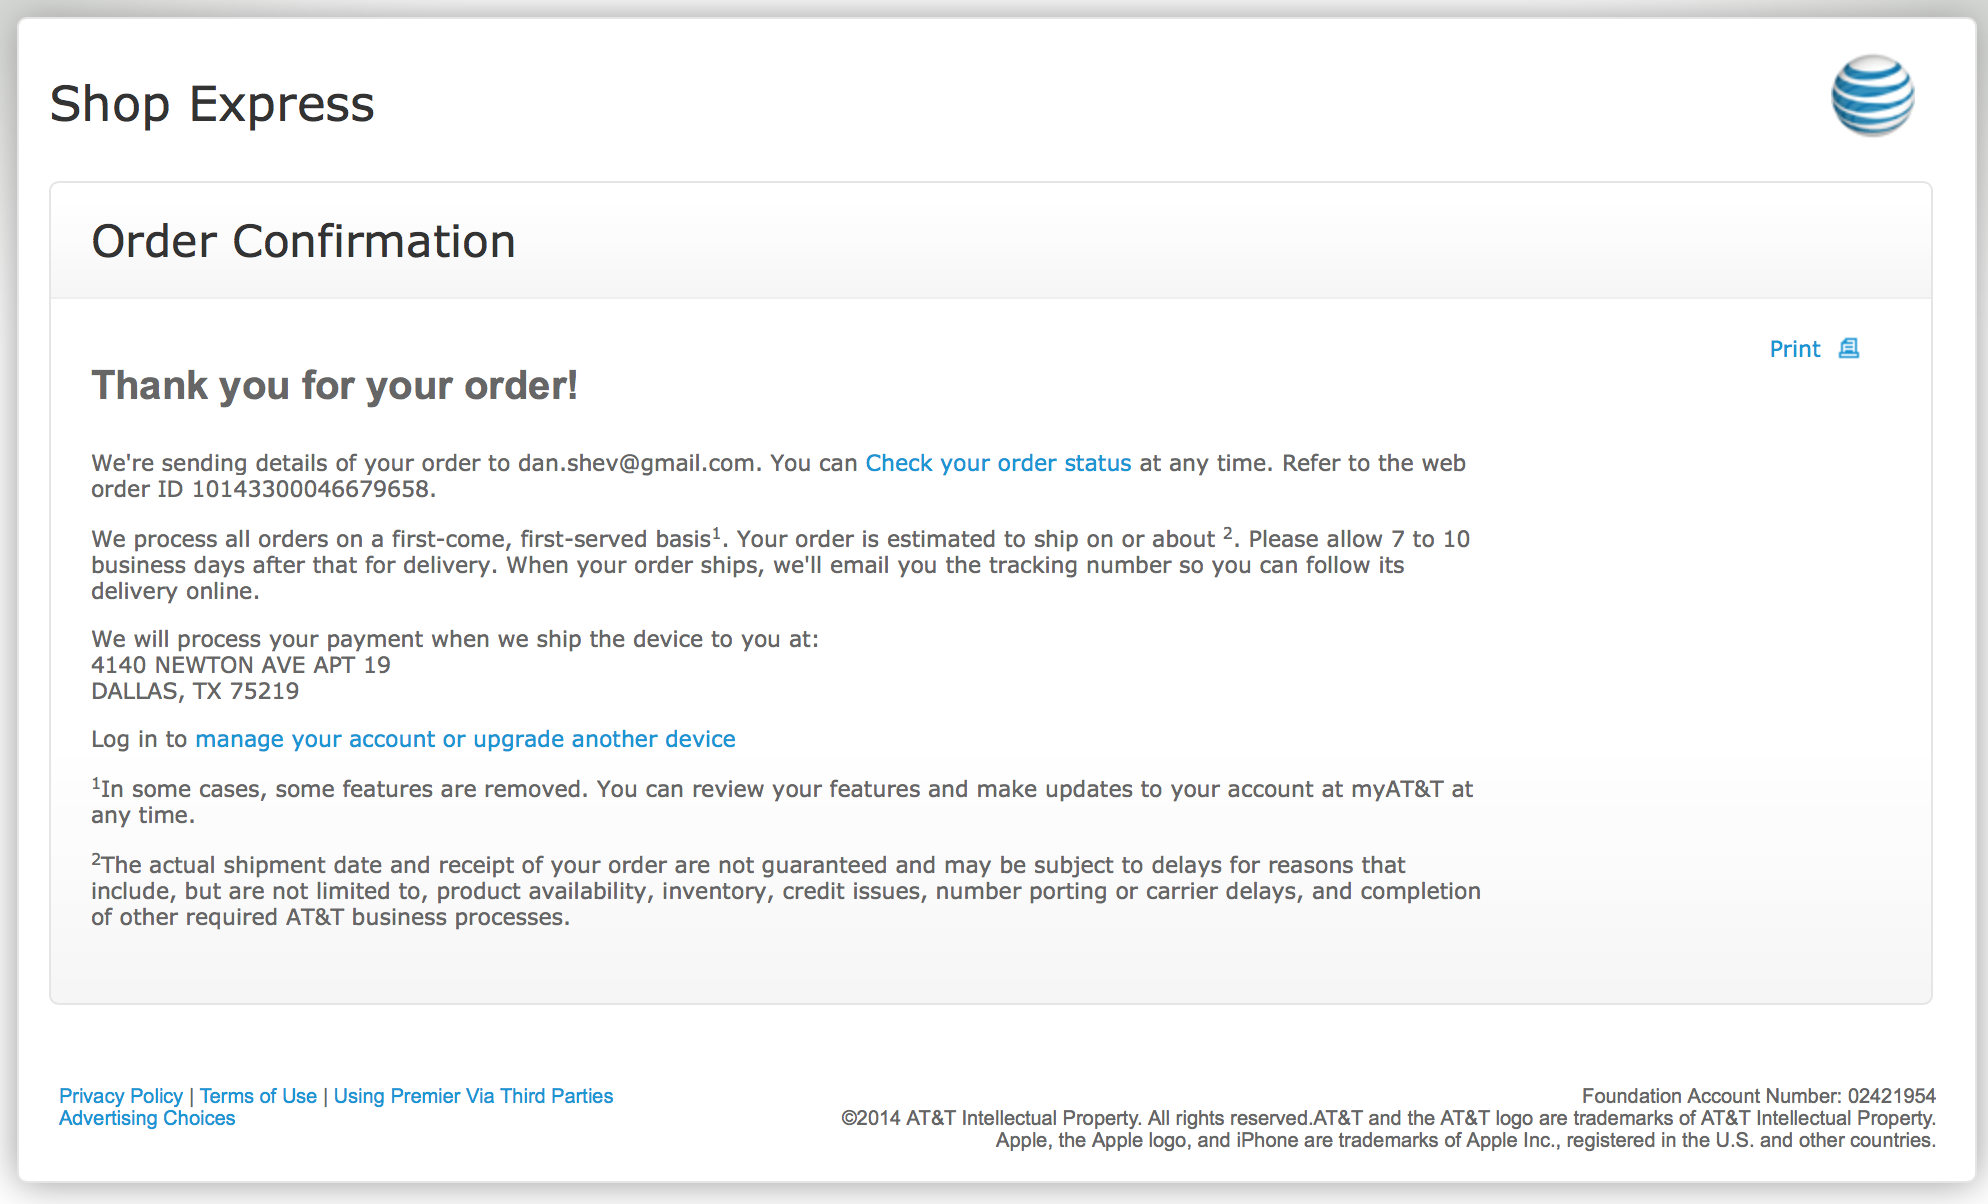 Shop Express
Order Confirmation
Print
Thank you for your order!
We're sending details of your order to dan.shev@gmail.com. You can Check your order status at any time. Refer to the web
order ID 10143300046679658.
We process all orders on a first-come, first-served basis¹. Your order is estimated to ship on or about ². Please allow 7 to 10
business days after that for delivery. When your order ships, we'll email you the tracking number so you can follow its
delivery online.
We will process your payment when we ship the device to you at:
4140 NEWTON AVE APT 19
DALLAS, TX 75219
Log in to manage your account or upgrade another device
¹In some cases, some features are removed. You can review your features and make updates to your account at myAT&T at
any time.
²The actual shipment date and receipt of your order are not guaranteed and may be subject to delays for reasons that
include, but are not limited to, product availability, inventory, credit issues, number porting or carrier delays, and completion
of other required AT&T business processes.
Privacy Policy | Terms of Use | Using Premier Via Third Parties
Advertising Choices
Foundation Account Number: 02421954
©2014 AT&T Intellectual Property. All rights reserved.AT&T and the AT&T logo are trademarks of AT&T Intellectual Property.
Apple, the Apple logo, and iPhone are trademarks of Apple Inc., registered in the U.S. and other countries.